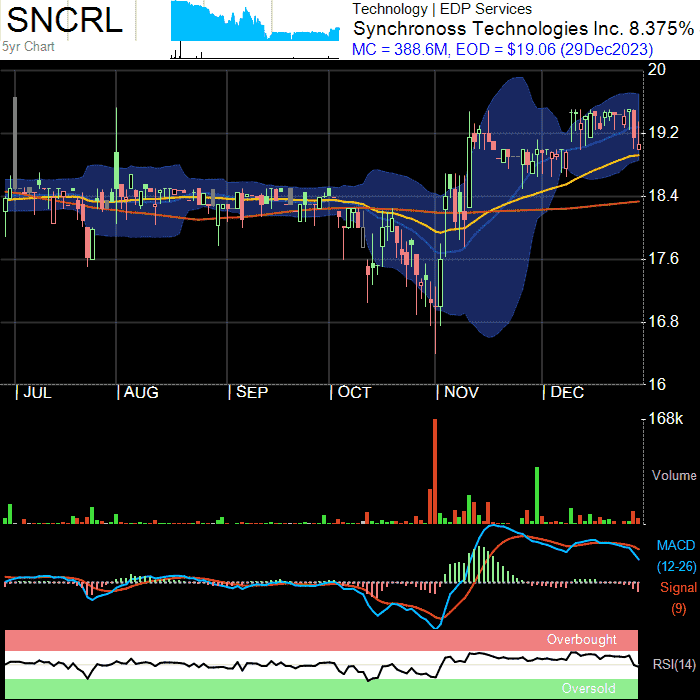 SNCRL
5yr Chart
Technology | EDP Services
Synchronoss Technologies Inc. 8.375%
MC = 388.6M, EOD = $19.06 (29Dec2023)
20
19.2
18.4
17.6
16.8
16
JUL AUG SEP OCT NOV DEC
168k
Volume
MACD
(12-26)
Signal
(9)
Overbought
RSI(14)
Oversold